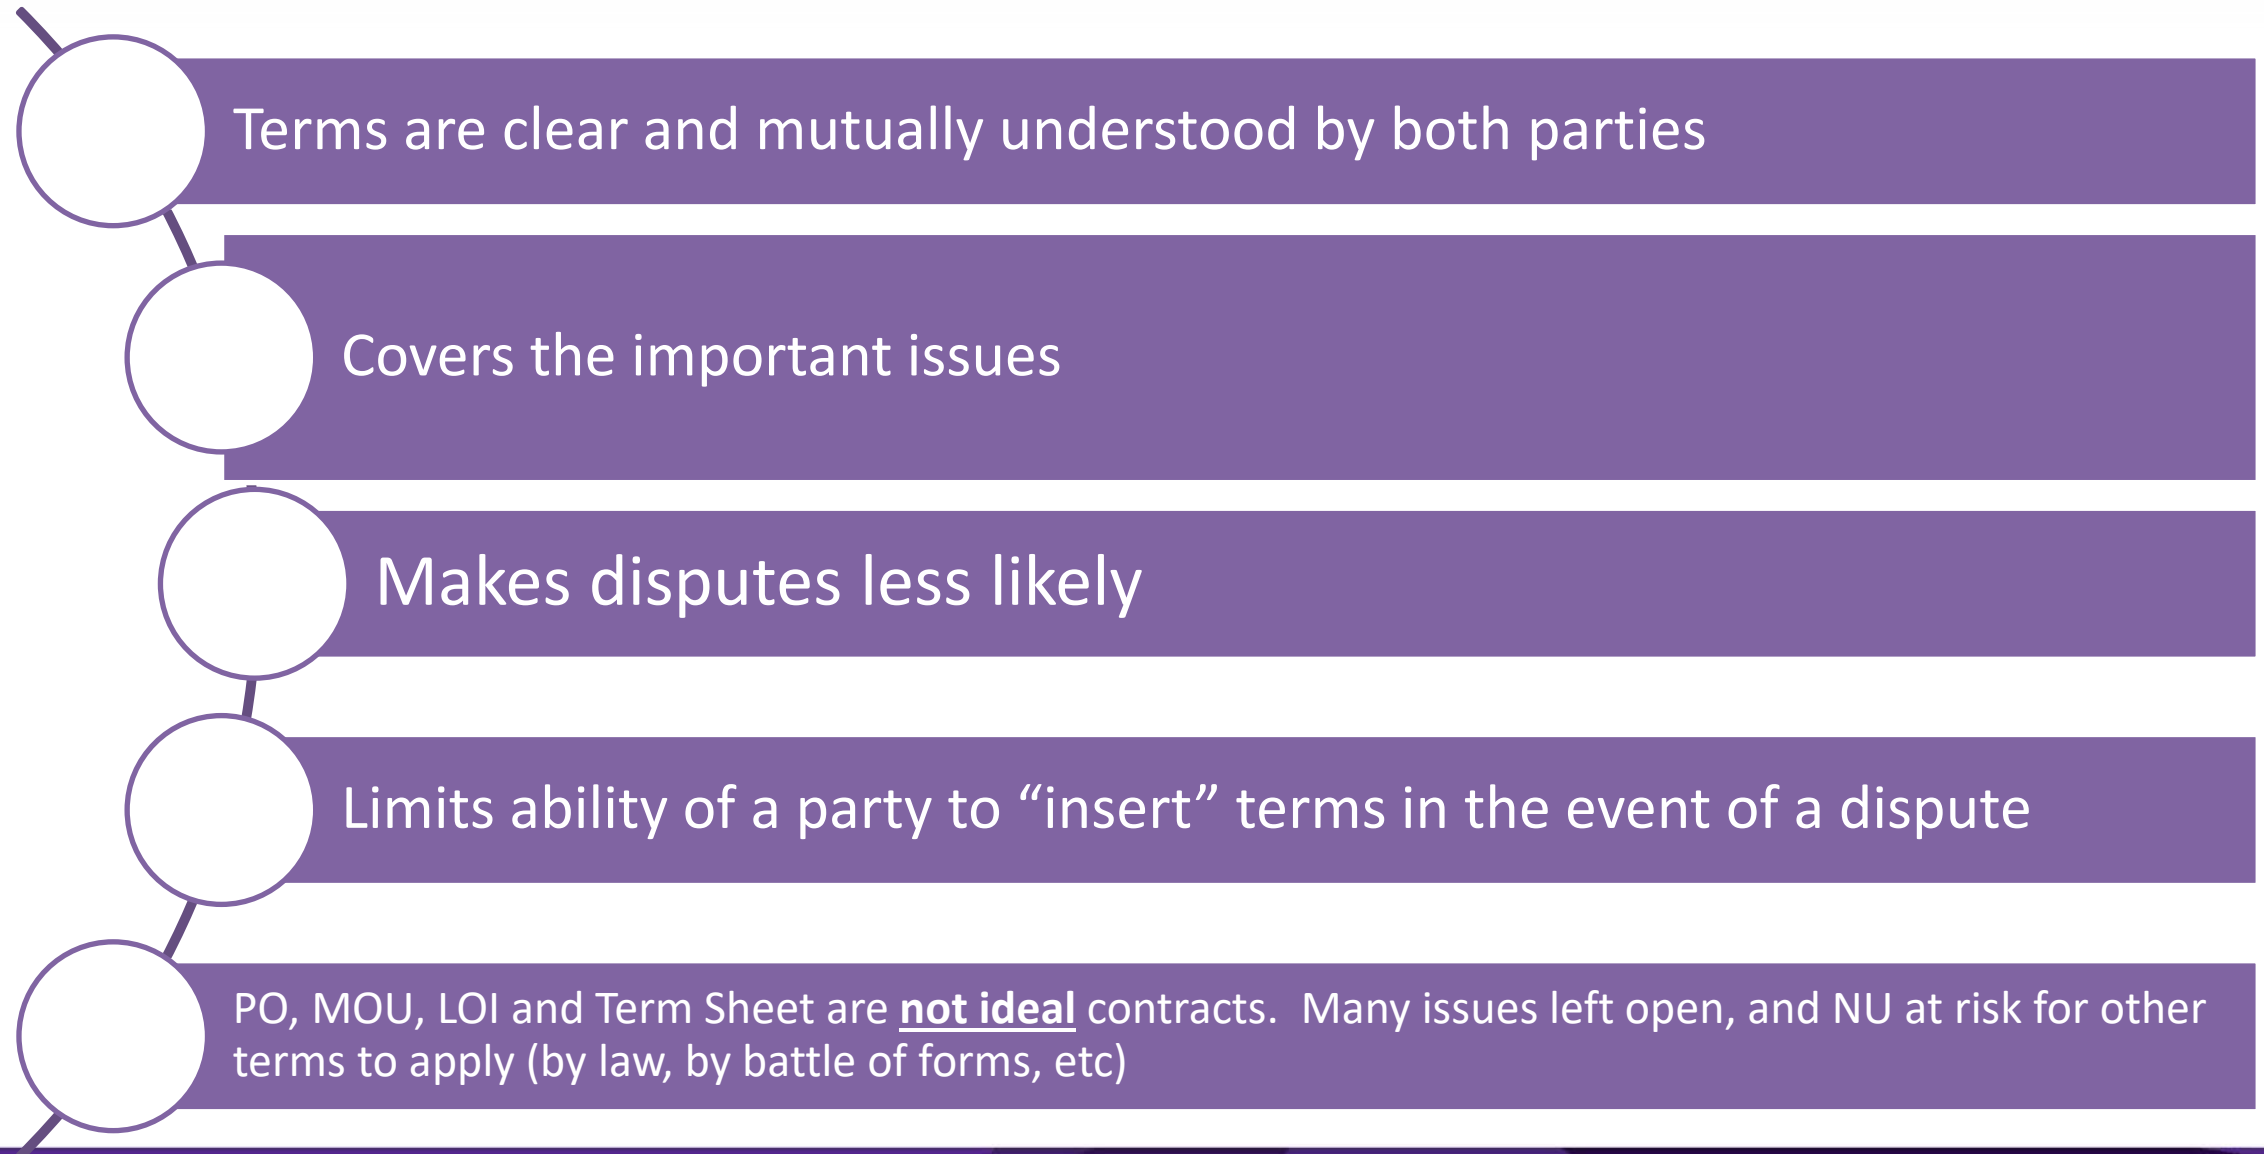 Terms are clear and mutually understood by both parties
Covers the important issues
Makes disputes less likely
Limits ability of a party to “insert” terms in the event of a dispute
PO, MOU, LOI and Term Sheet are not ideal contracts.  Many issues left open, and NU at risk for other
terms to apply (by law, by battle of forms, etc)